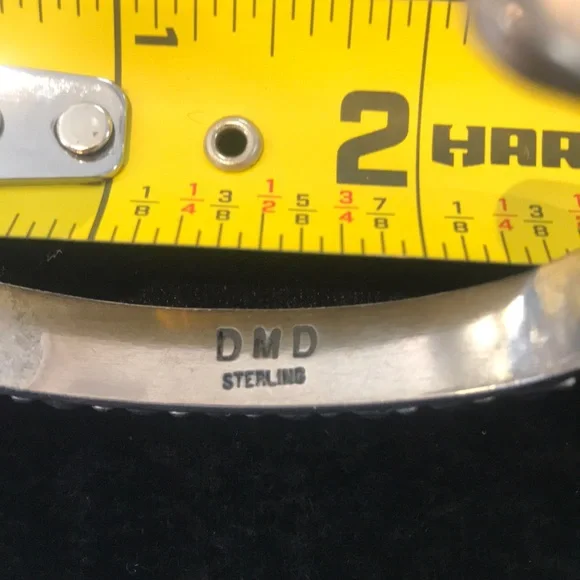 1
2 HAR
1/8 1/4 3/8 1/2 5/8 3/4 7/8 1/8 1/4 3/8
DMD
STERLING